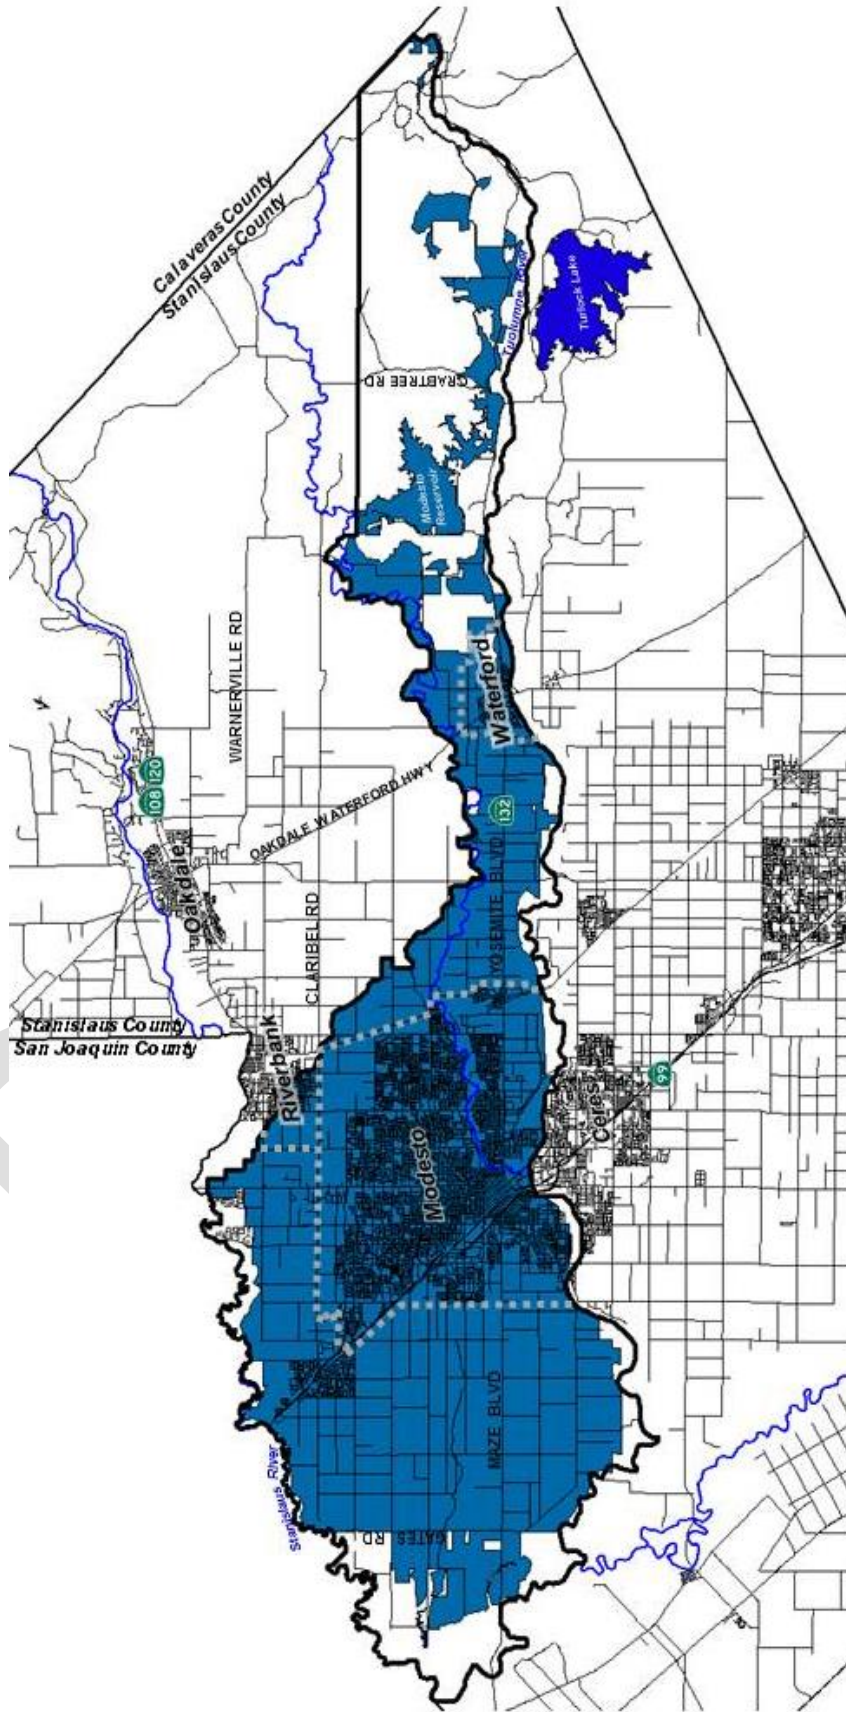 Calaveras County
Stanislaus County
CRABTREE RD
Tuolumne River
Turlock Lake
Modesto
Reservoir
WARNERVILLE RD
Waterford
108
120
OAKDALE WATERFORD HWY
132
Oakdale
CLARIBEL RD
YOSEMITE BLVD
Stanislaus County
San Joaquin County
Riverbank
Modesto
Ceres
99
MAZE BLVD
Stanislaus River
GATES RD